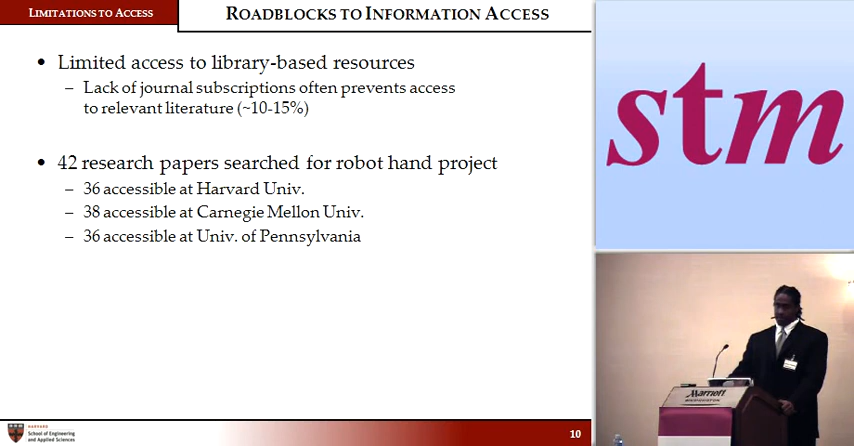 LIMITATIONS TO ACCESS
ROADBLOCKS TO INFORMATION ACCESS
• Limited access to library-based resources
– Lack of journal subscriptions often prevents access
to relevant literature (~10-15%)
• 42 research papers searched for robot hand project
– 36 accessible at Harvard Univ.
– 38 accessible at Carnegie Mellon Univ.
– 36 accessible at Univ. of Pennsylvania
HARVARD
School of Engineering
and Applied Sciences
10
stm
Marriott